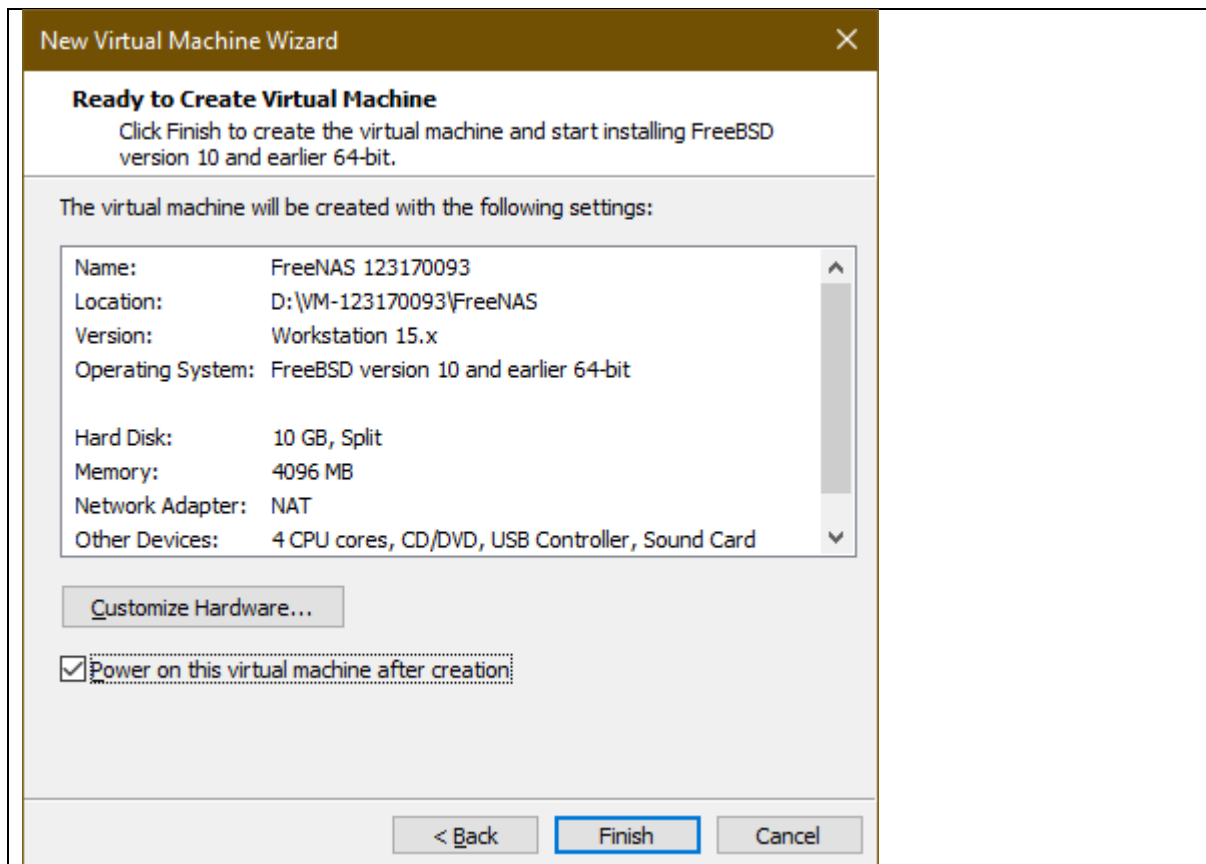 New Virtual Machine Wizard
Ready to Create Virtual Machine
Click Finish to create the virtual machine and start installing FreeBSD
version 10 and earlier 64-bit.
The virtual machine will be created with the following settings:
Name: FreeNAS 123170093
Location: D:\VM-123170093\FreeNAS
Version: Workstation 15.x
Operating System: FreeBSD version 10 and earlier 64-bit
Hard Disk: 10 GB, Split
Memory: 4096 MB
Network Adapter: NAT
Other Devices: 4 CPU cores, CD/DVD, USB Controller, Sound Card
Customize Hardware...
Power on this virtual machine after creation
< Back Finish Cancel